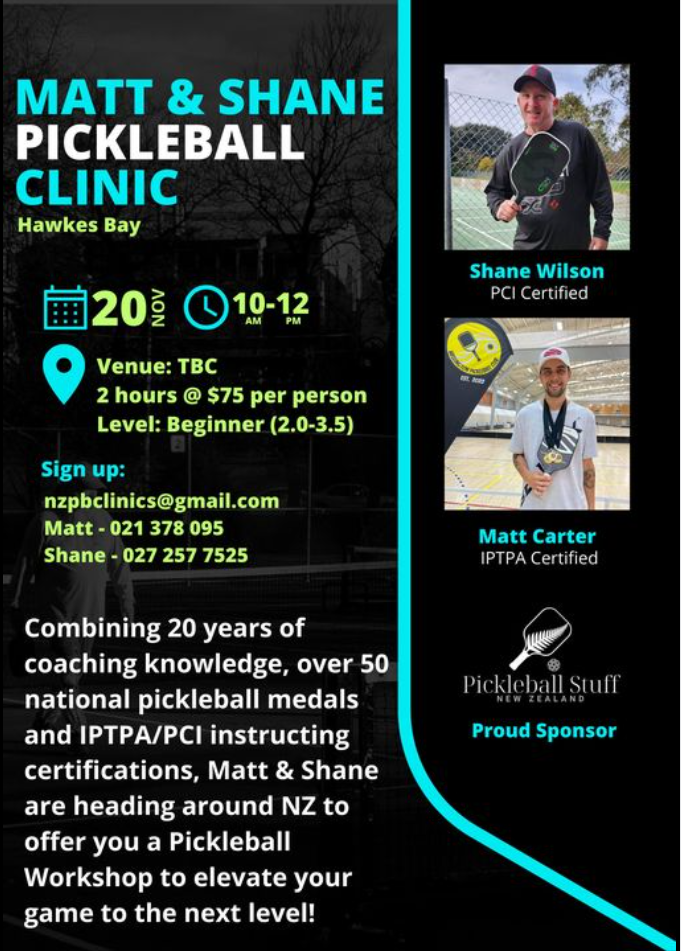 MATT & SHANE
PICKLEBALL
CLINIC
Hawkes Bay
20 NOV
10-12
AM PM
Venue: TBC
2 hours @ $75 per person
Level: Beginner (2.0-3.5)
Sign up:
nzpbclinics@gmail.com
Matt - 021 378 095
Shane - 027 257 7525
Combining 20 years of
coaching knowledge, over 50
national pickleball medals
and IPTPA/PCI instructing
certifications, Matt & Shane
are heading around NZ to
offer you a Pickleball
Workshop to elevate your
game to the next level!
Shane Wilson
PCI Certified
EST. 2022
Matt Carter
IPTPA Certified
Pickleball Stuff
NEW ZEALAND
Proud Sponsor